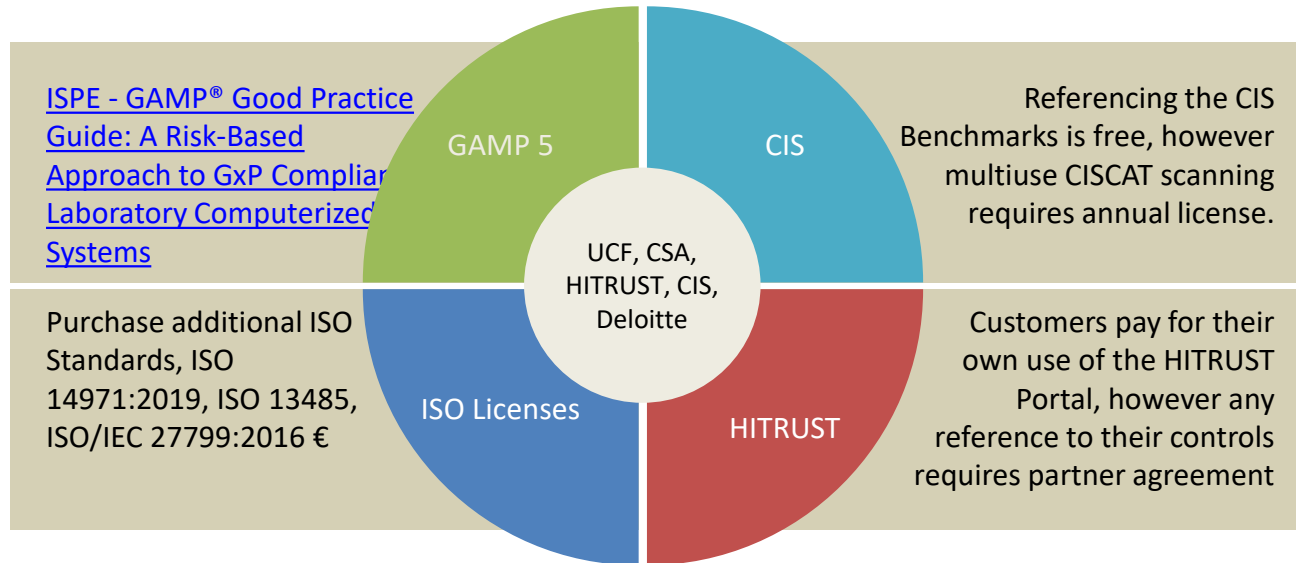 ISPE - GAMP® Good Practice
Guide: A Risk-Based
Approach to GxP Complian
Laboratory Computerized
Systems
GAMP 5
CIS
Referencing the CIS
Benchmarks is free, however
multiuse CISCAT scanning
requires annual license.
UCF, CSA,
HITRUST, CIS,
Deloitte
Purchase additional ISO
Standards, ISO
14971:2019, ISO 13485,
ISO/IEC 27799:2016 €
ISO Licenses
HITRUST
Customers pay for their
own use of the HITRUST
Portal, however any
reference to their controls
requires partner agreement